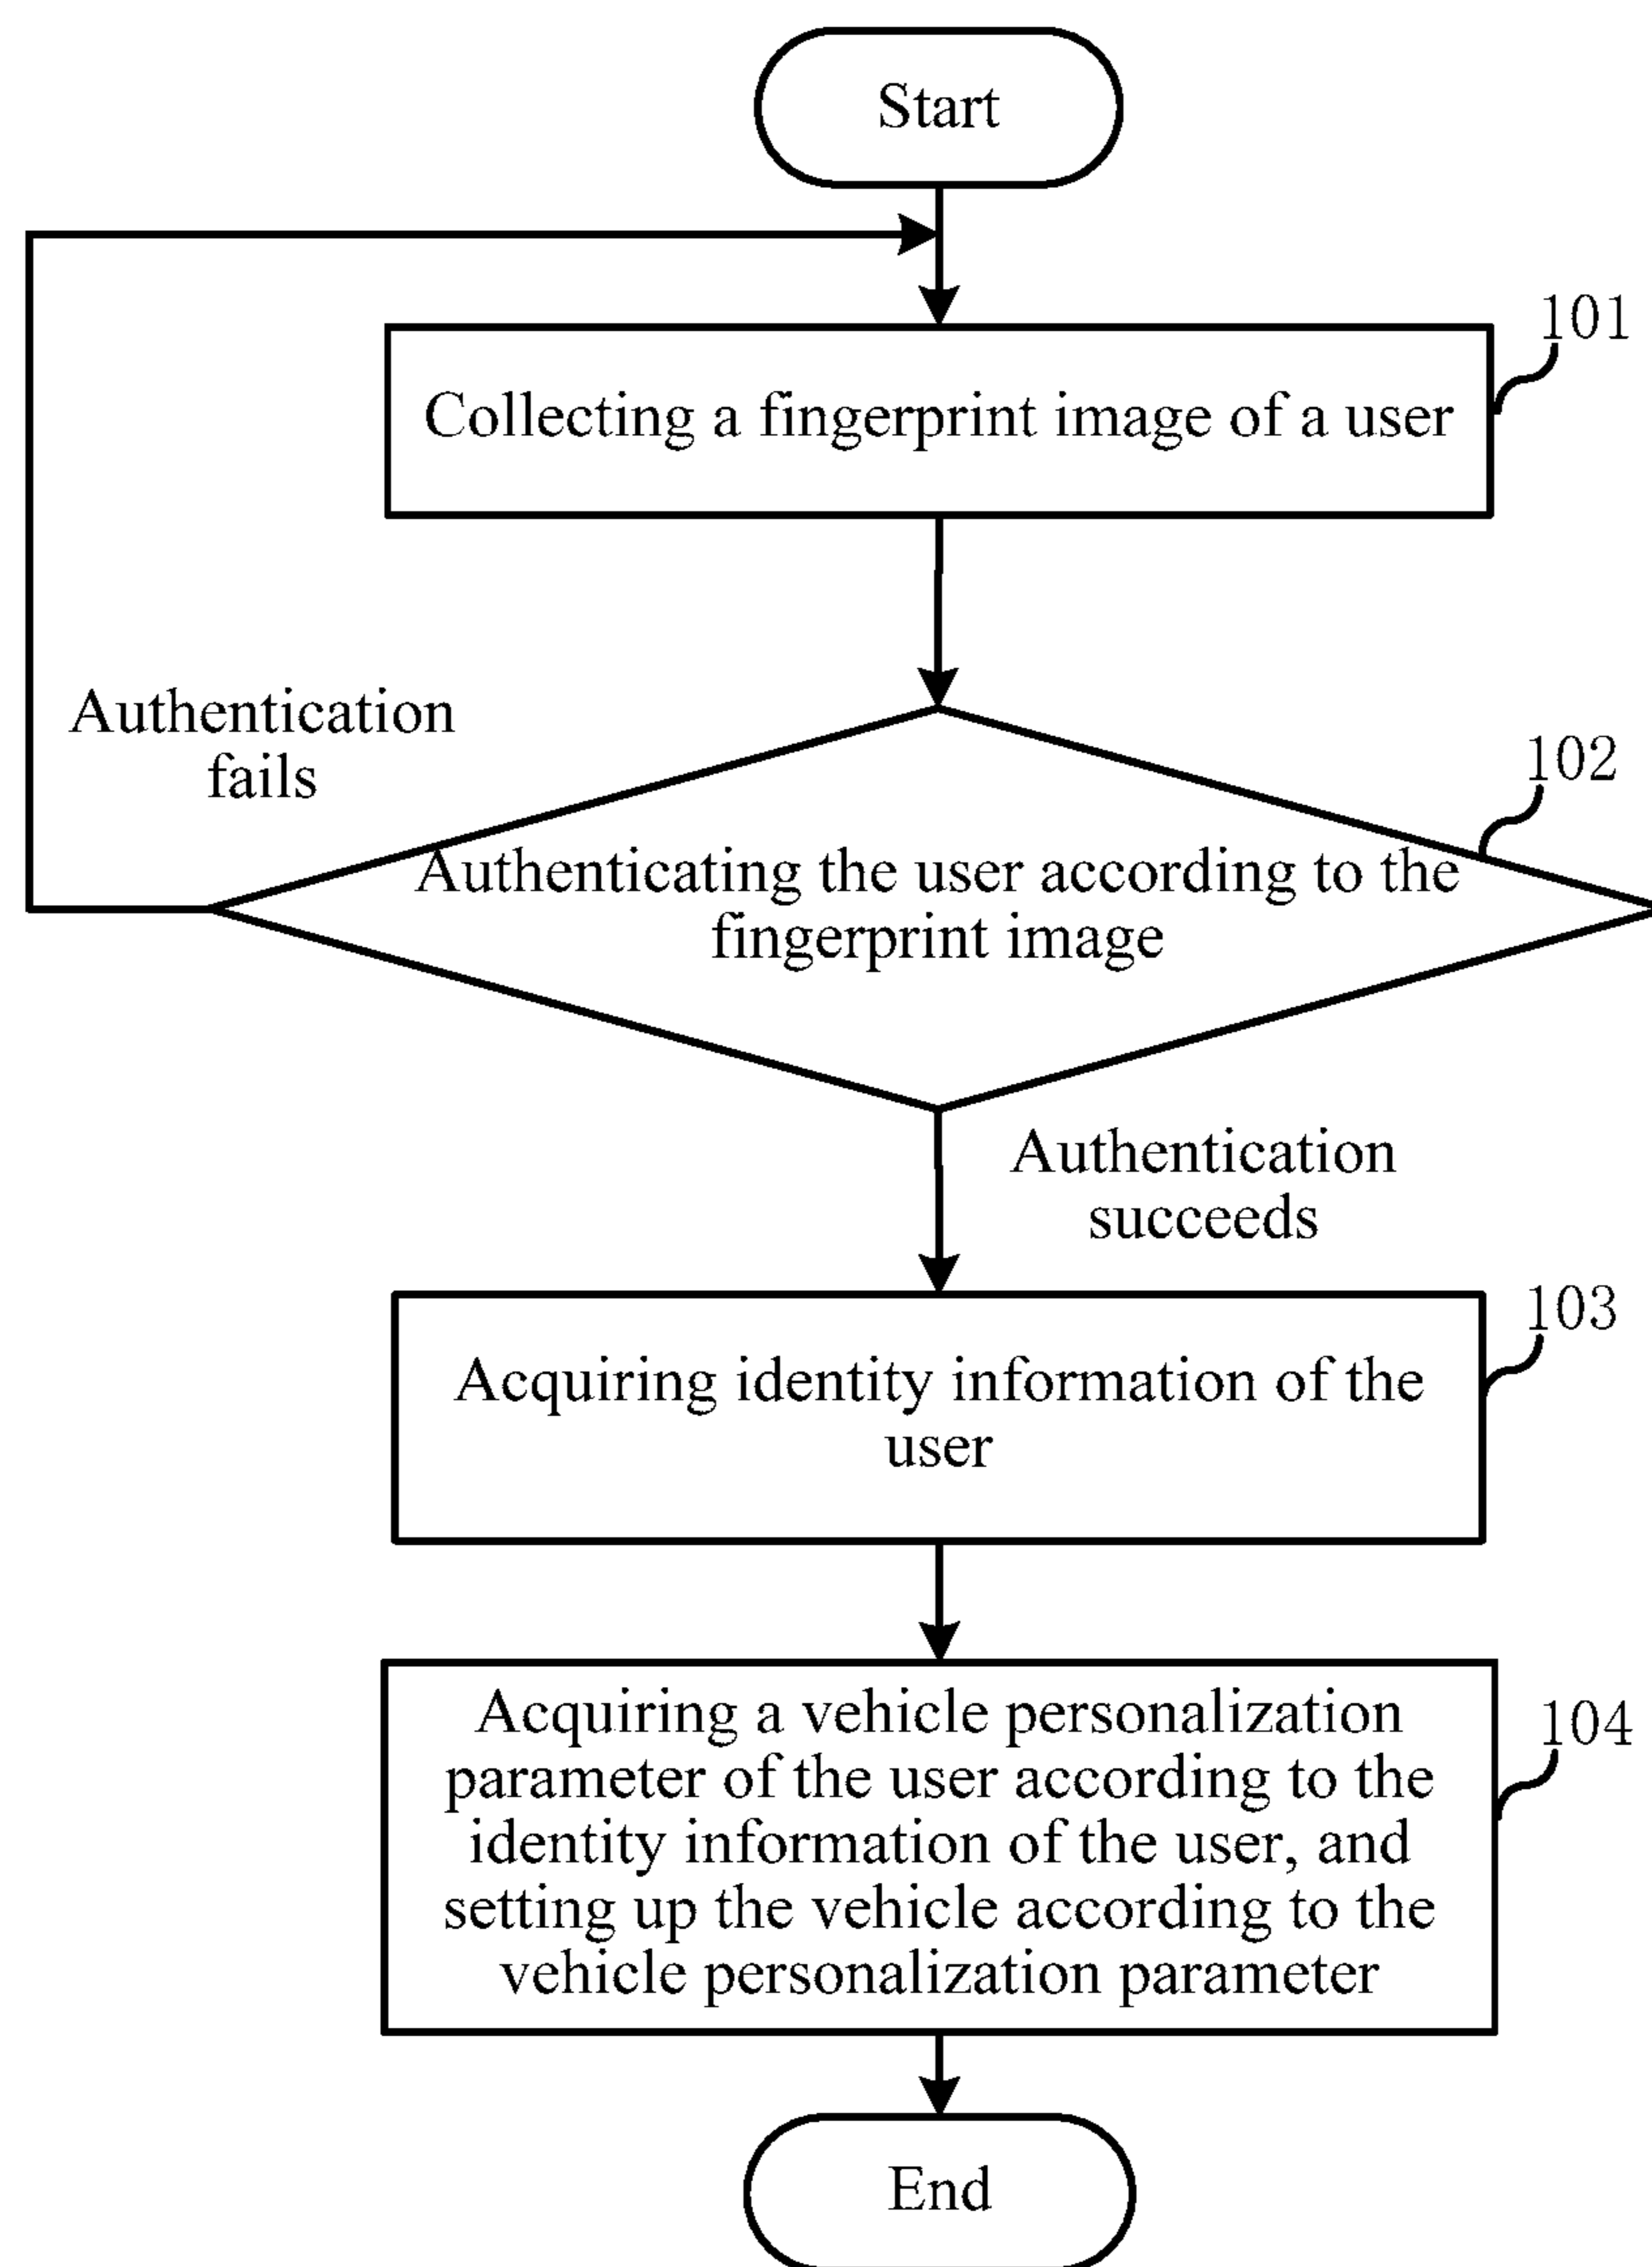 Start
101
Collecting a fingerprint image of a user
Authentication
fails
102
Authenticating the user according to the
fingerprint image
Authentication
succeeds
103
Acquiring identity information of the
user
104
Acquiring a vehicle personalization
parameter of the user according to the
identity information of the user, and
setting up the vehicle according to the
vehicle personalization parameter
End